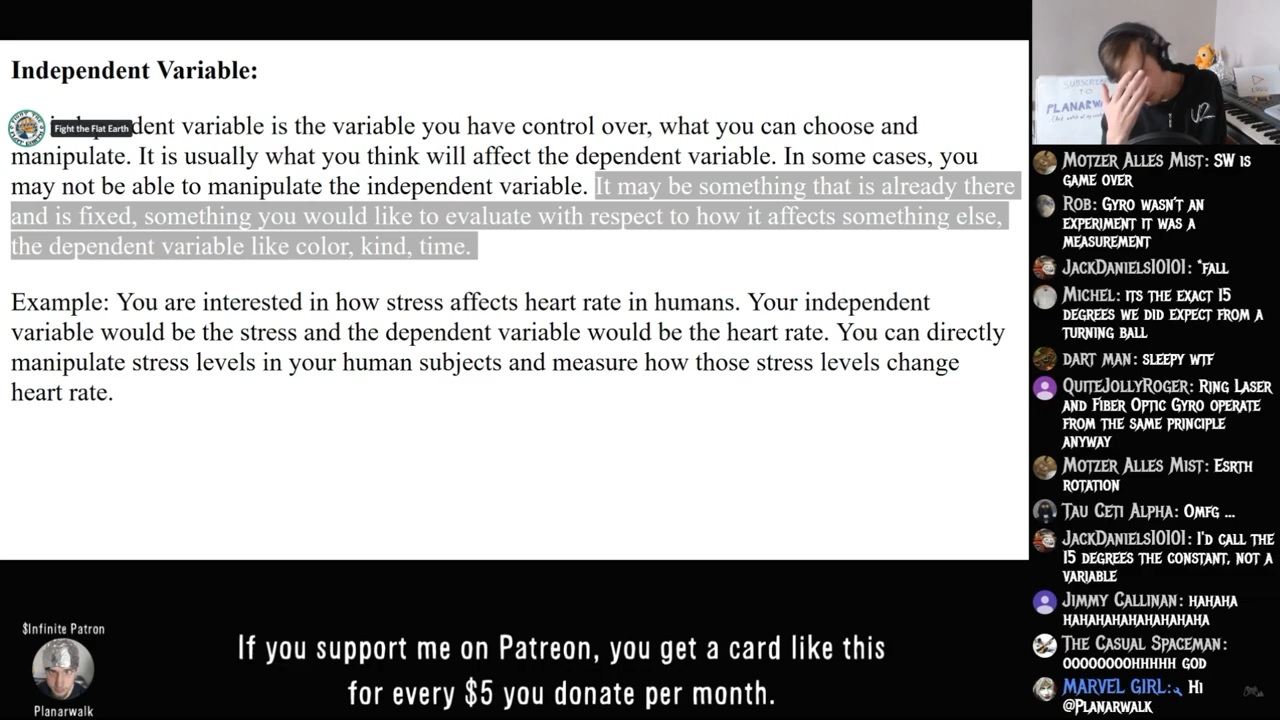 Independent Variable:
Fight the Flat Earth
dent variable is the variable you have control over, what you can choose and
manipulate. It is usually what you think will affect the dependent variable. In some cases, you
may not be able to manipulate the independent variable. It may be something that is already there
and is fixed, something you would like to evaluate with respect to how it affects something else,
the dependent variable like color, kind, time.
Example: You are interested in how stress affects heart rate in humans. Your independent
variable would be the stress and the dependent variable would be the heart rate. You can directly
manipulate stress levels in your human subjects and measure how those stress levels change
heart rate.
$Infinite Patron
Planarwalk
If you support me on Patreon, you get a card like this
for every $5 you donate per month.
SUBSCRIBE
TO
PLANARWA
U2
Motzer Alles Mist: SW is
game over
Rob: Gyro wasn't an
experiment it was a
measurement
JackDaniels10101: *fall
Michel: its the exact 15
degrees we did expect from a
turning ball
dart man: sleepy wtf
QuiteJollyRoger: Ring Laser
and Fiber Optic Gyro operate
from the same principle
anyway
Motzer Alles Mist: Esrth
rotation
Tau Ceti Alpha: Omfg ...
JackDaniels10101: I'd call the
15 degrees the constant, not a
variable
Jimmy Callinan: hahaha
hahahahahahahahaha
The Casual Spaceman:
oooooooohhhhh god
MARVEL GIRL: Hi
@Planarwalk